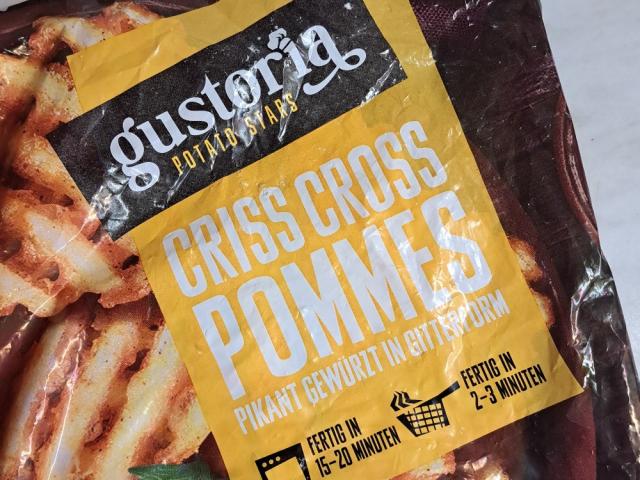 gustoria
POTATO STARS
CRISS CROSS
POMMES
PIKANT GEWÜRZT IN GITTERFORM
FERTIG IN
15–20 MINUTEN
FERTIG IN
2–3 MINUTEN